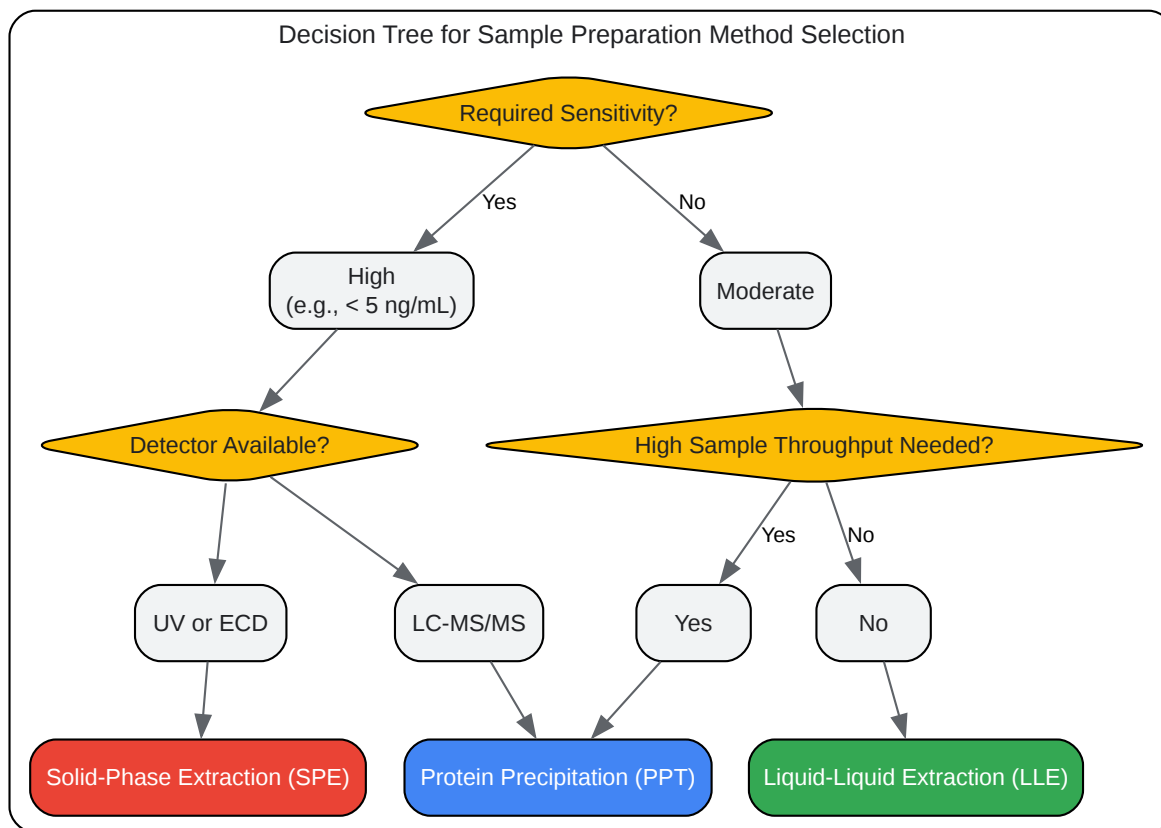 Decision Tree for Sample Preparation Method Selection
Required Sensitivity?
Yes
No
High
(e.g., < 5 ng/mL)
Moderate
Detector Available?
High Sample Throughput Needed?
Yes
No
UV or ECD
LC-MS/MS
Yes
No
Solid-Phase Extraction (SPE)
Protein Precipitation (PPT)
Liquid-Liquid Extraction (LLE)